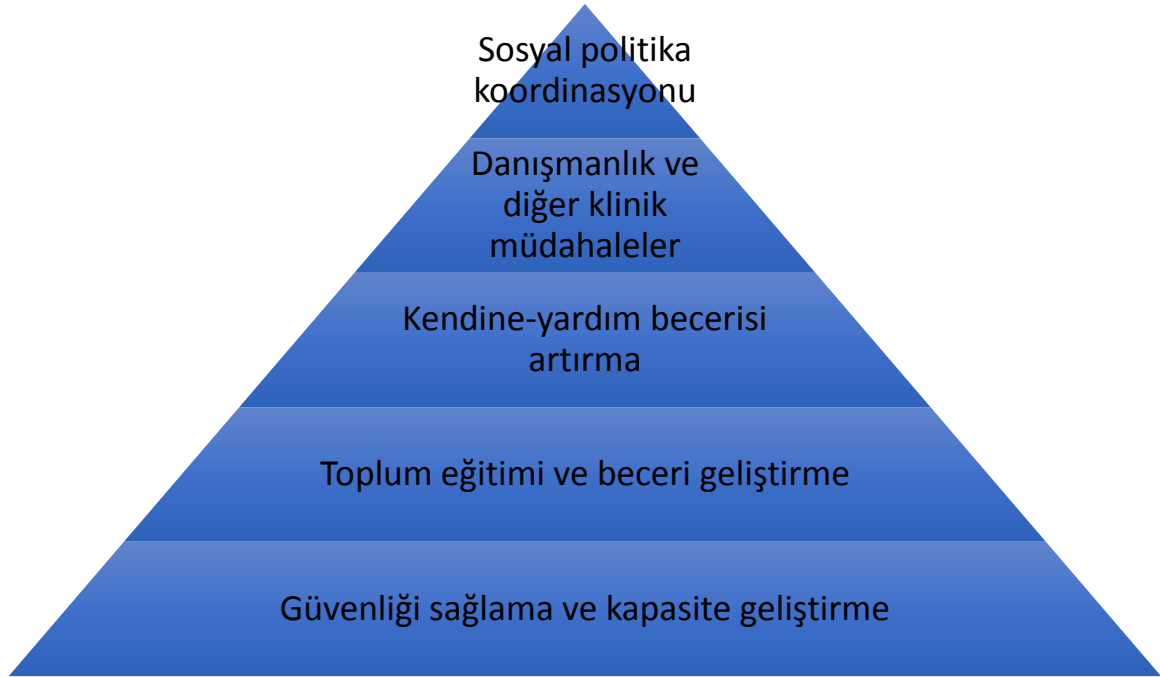 Sosyal politika
koordinasyonu
Danışmanlık ve
diğer klinik
müdahaleler
Kendine-yardım becerisi
artırma
Toplum eğitimi ve beceri geliştirme
Güvenliği sağlama ve kapasite geliştirme